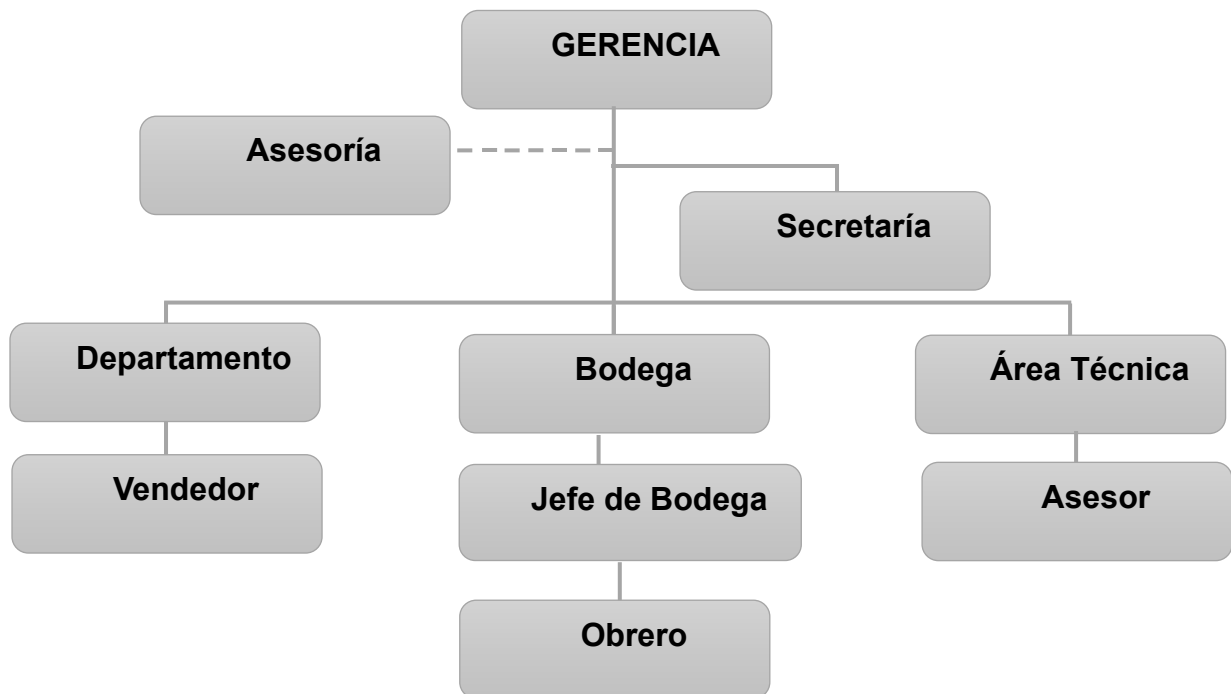 GERENCIA
Asesoría
Secretaría
Departamento
Bodega
Área Técnica
Vendedor
Jefe de Bodega
Asesor
Obrero